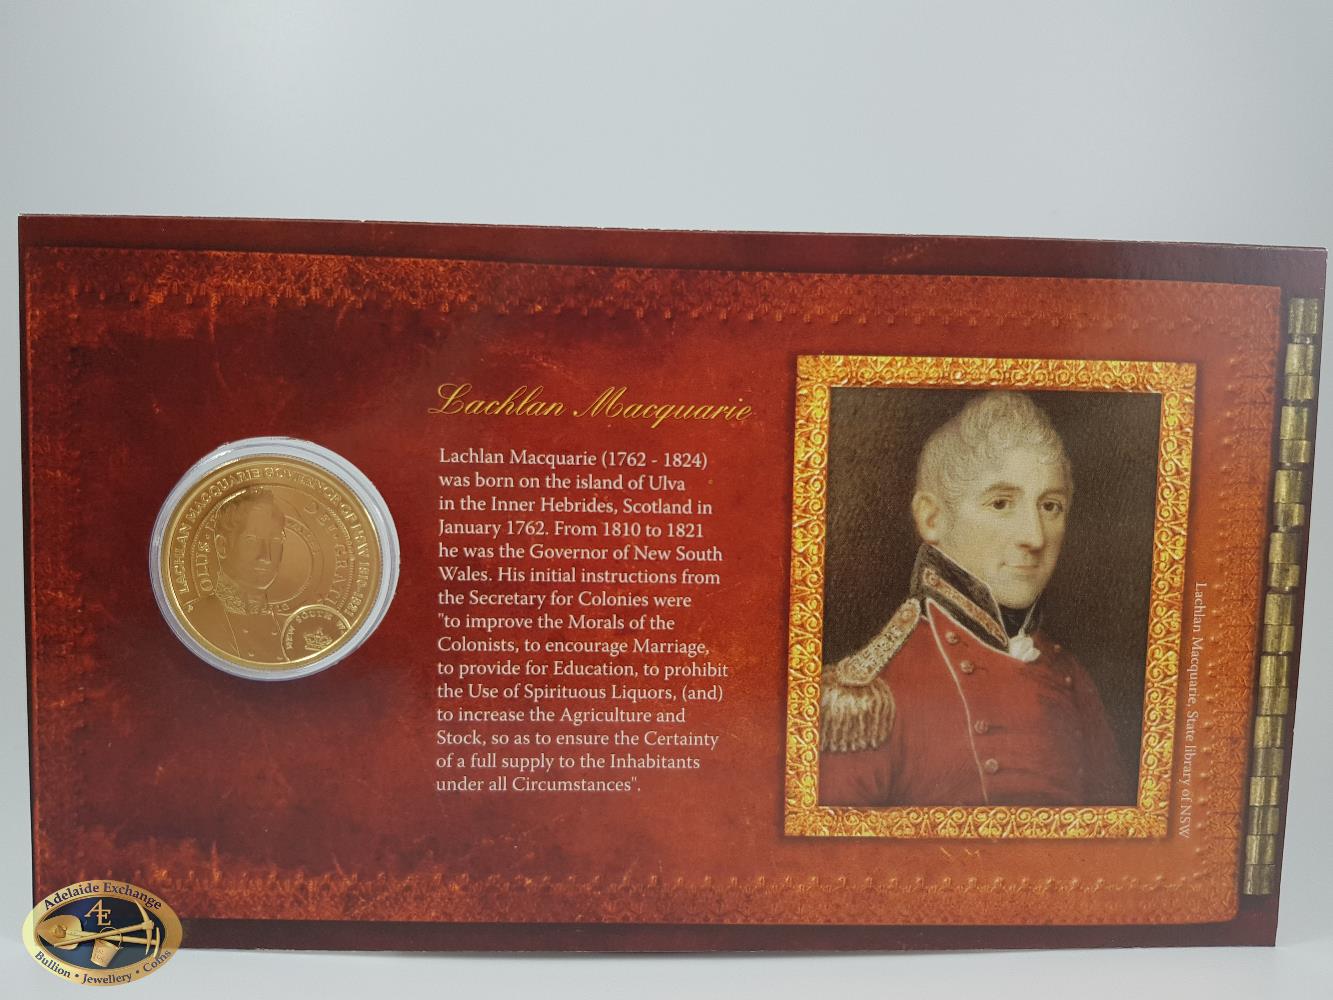 Lachlan Macquarie
Lachlan Macquarie (1762 - 1824)
was born on the island of Ulva
in the Inner Hebrides, Scotland in
January 1762. From 1810 to 1821
he was the Governor of New South
Wales. His initial instructions from
the Secretary for Colonies were
"to improve the Morals of the
Colonists, to encourage Marriage,
to provide for Education, to prohibit
the Use of Spirituous Liquors, (and)
to increase the Agriculture and
Stock, so as to ensure the Certainty
of a full supply to the Inhabitants
under all Circumstances".
LACHLAN MACQUARIE GOVERNOR OF NSW 1810-1821
DEI·GRATIA
NEW SOUTH
Lachlan Macquarie, State library of NSW
Adelaide Exchange
AE
Bullion • Jewellery • Coins